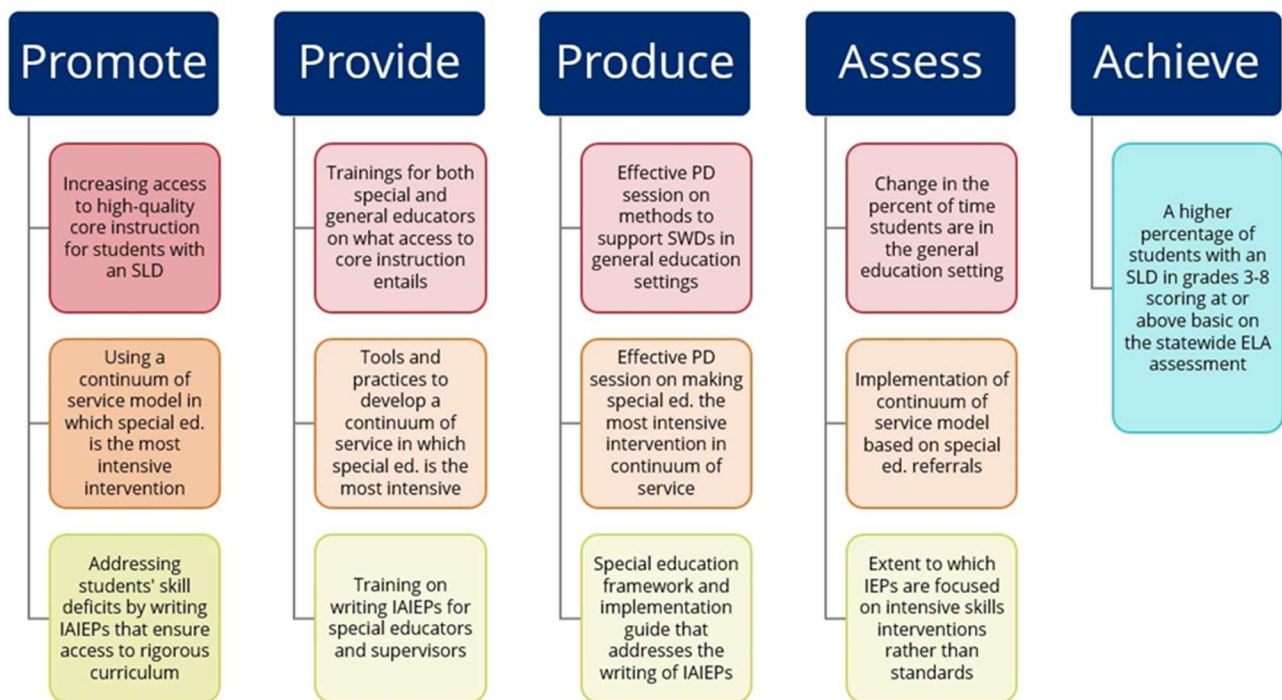 Promote
Increasing access
to high-quality
core instruction
for students with
an SLD
Using a
continuum of
service model in
which special ed.
is the most
intensive
intervention
Addressing
students' skill
deficits by writing
IAIEPs that ensure
access to rigorous
curriculum
Provide
Trainings for both
special and
general educators
on what access to
core instruction
entails
Tools and
practices to
develop a
continuum of
service in which
special ed. is the
most intensive
Training on
writing IAIEPs for
special educators
and supervisors
Produce
Effective PD
session on
methods to
support SWDs in
general education
settings
Effective PD
session on making
special ed. the
most intensive
intervention in
continuum of
service
Special education
framework and
implementation
guide that
addresses the
writing of IAIEPs
Assess
Change in the
percent of time
students are in
the general
education setting
Implementation of
continuum of
service model
based on special
ed. referrals
Extent to which
IEPs are focused
on intensive skills
interventions
rather than
standards
Achieve
A higher
percentage of
students with an
SLD in grades 3-8
scoring at or
above basic on
the statewide ELA
assessment